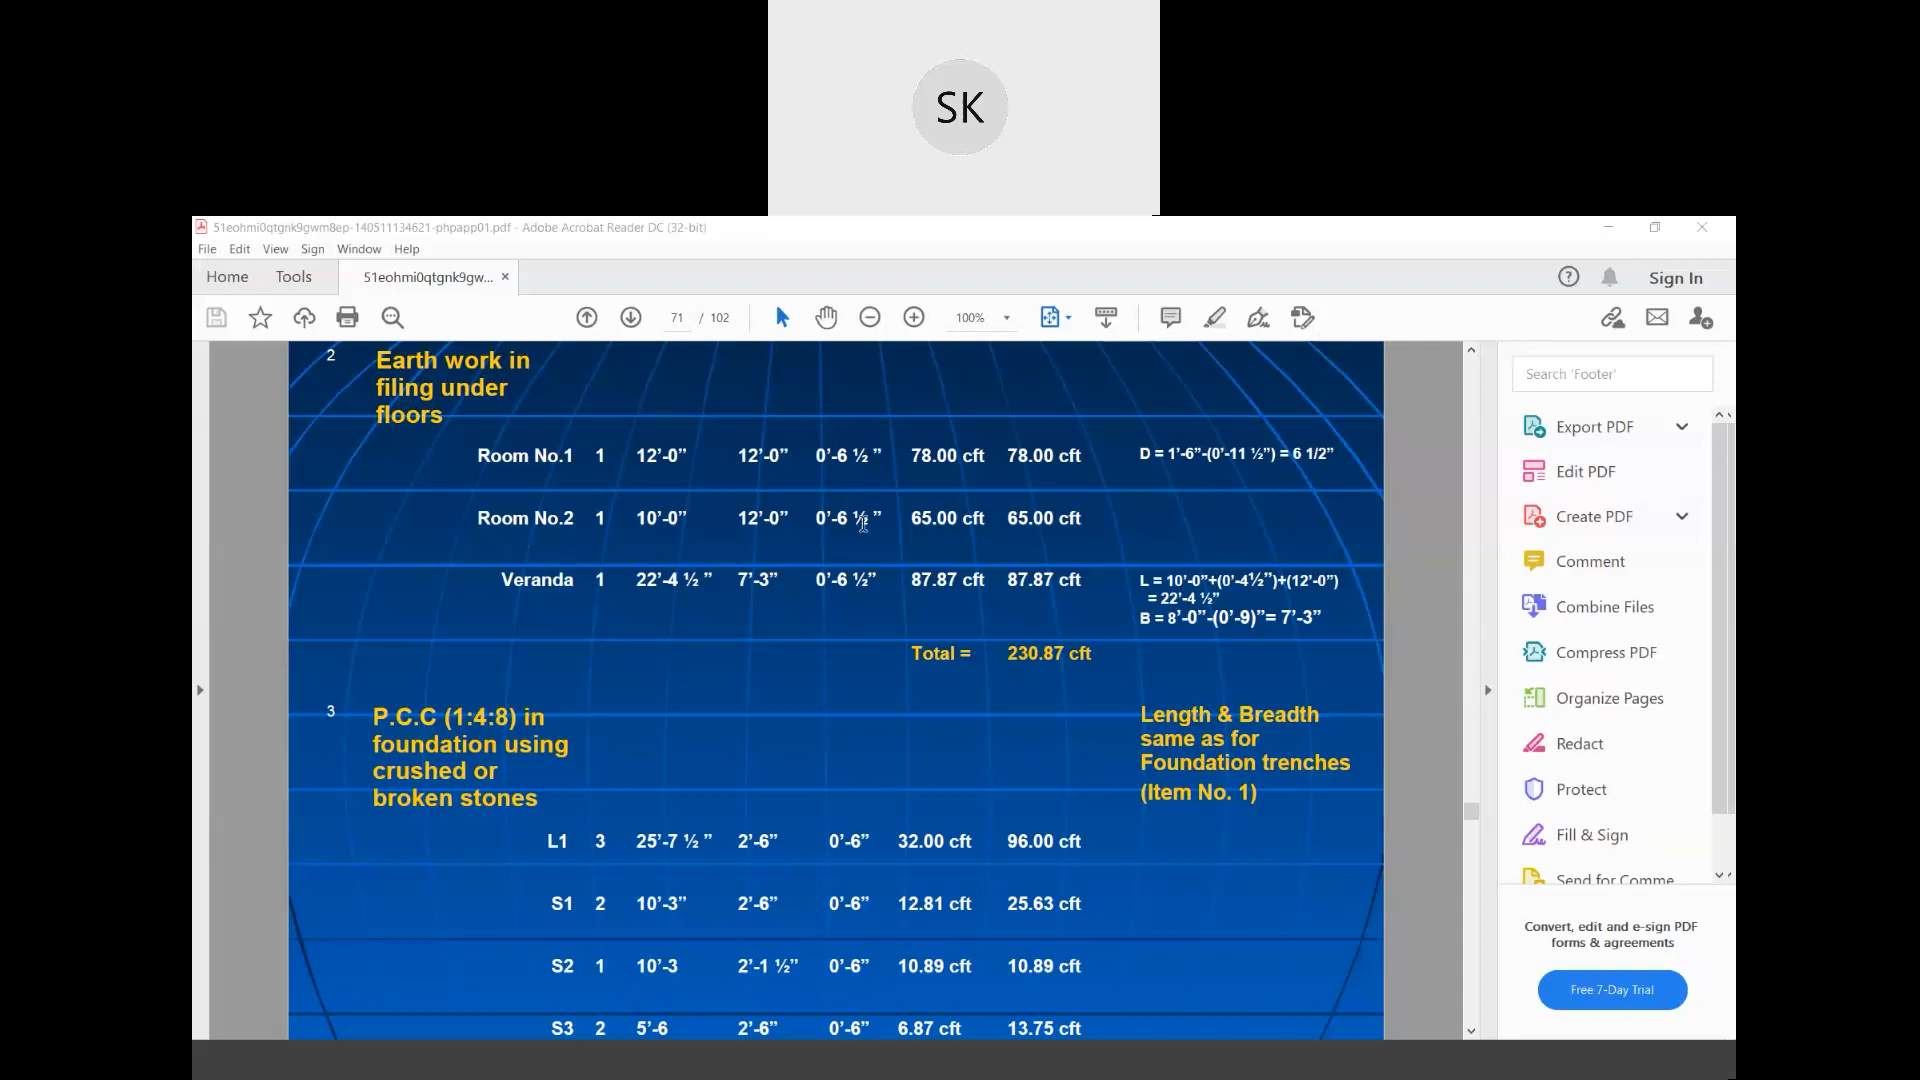 SK
51eohmi0qtgnk9gwm8ep-140511134621-phpapp01.pdf - Adobe Acrobat Reader DC (32-bit)
File Edit View Sign Window Help
Home Tools 51eohmi0qtgnk9gw... × Sign In
71 / 102 100%
2 Earth work in
filing under
floors
Room No.1 1 12’-0” 12’-0” 0’-6 ½ ” 78.00 cft 78.00 cft D = 1’-6”-(0’-11 ½”) = 6 1/2”
Room No.2 1 10’-0” 12’-0” 0’-6 ½ ” 65.00 cft 65.00 cft
Veranda 1 22’-4 ½ ” 7’-3” 0’-6 ½” 87.87 cft 87.87 cft L = 10’-0”+(0’-4½”)+(12’-0”)
= 22’-4 ½”
B = 8’-0”-(0’-9)”= 7’-3”
Total = 230.87 cft
3 P.C.C (1:4:8) in
foundation using
crushed or
broken stones
Length & Breadth
same as for
Foundation trenches
(Item No. 1)
L1 3 25’-7 ½ ” 2’-6” 0’-6” 32.00 cft 96.00 cft
S1 2 10’-3” 2’-6” 0’-6” 12.81 cft 25.63 cft
S2 1 10’-3 2’-1 ½” 0’-6” 10.89 cft 10.89 cft
S3 2 5’-6 2’-6” 0’-6” 6.87 cft 13.75 cft
Search 'Footer'
Export PDF
Edit PDF
Create PDF
Comment
Combine Files
Compress PDF
Organize Pages
Redact
Protect
Fill & Sign
Send for Comme
Convert, edit and e-sign PDF
forms & agreements
Free 7-Day Trial